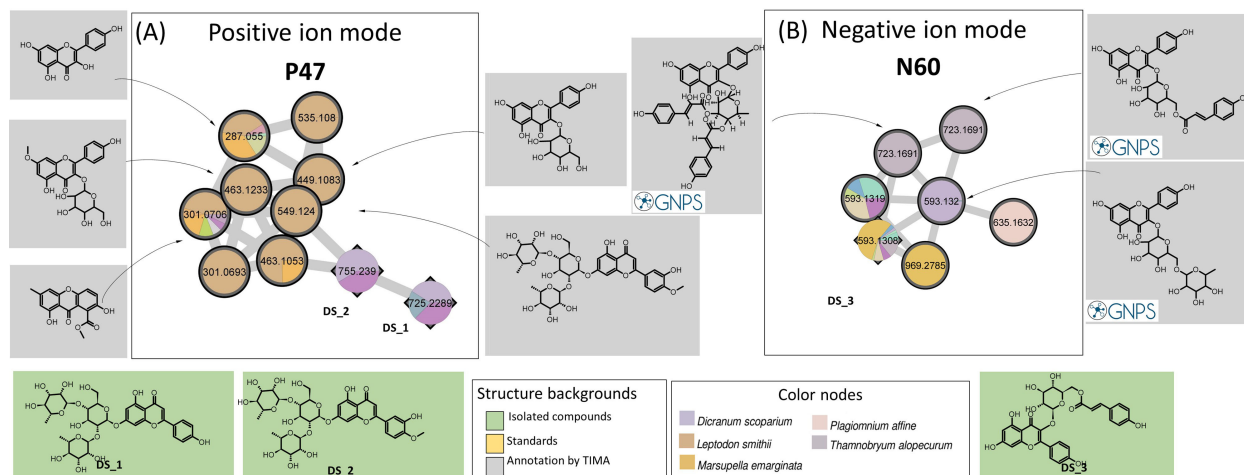 (A) Positive ion mode
P47
535.108
287.055
463.1233
449.1083
549.124
301.0706
301.0693
463.1053
755.239
725.2289
DS_2
DS_1
(B) Negative ion mode
N60
723.1691
723.1691
593.1319
593.132
635.1632
593.1308
969.2785
DS_3
GNPS
GNPS
GNPS
DS_1
DS_2
Structure backgrounds
Isolated compounds
Standards
Annotation by TIMA
Color nodes
Dicranum scoparium
Leptodon smithii
Marsupella emarginata
Plagiomnium affine
Thamnobryum alopecurum
DS_3